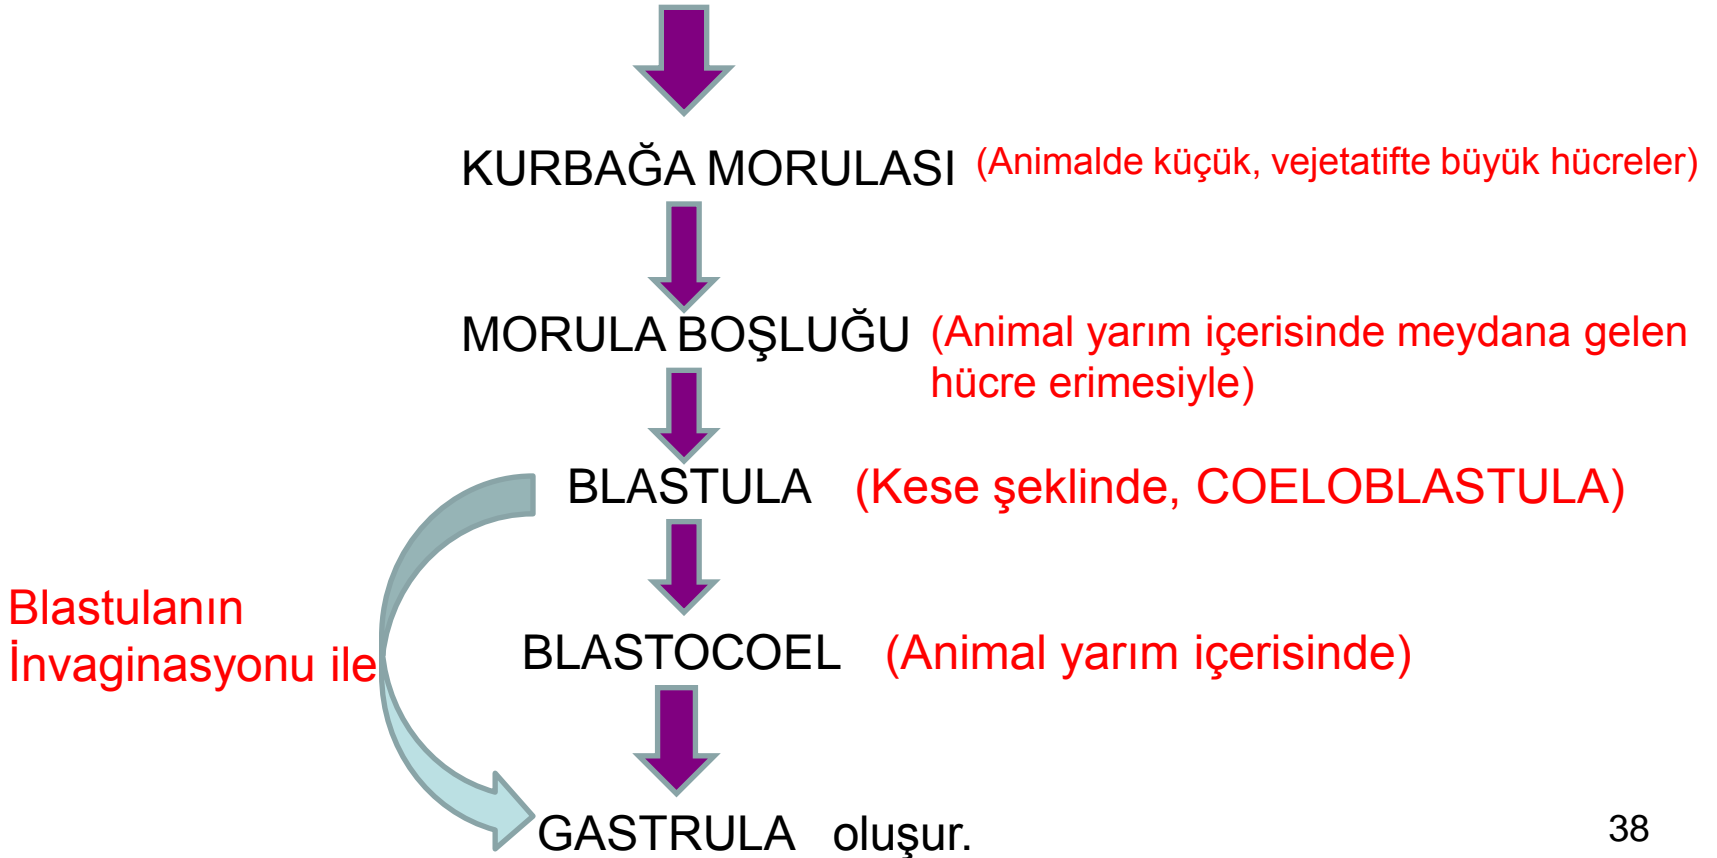 KURBAĞA MORULASI (Animalde küçük, vejetatifte büyük hücreler)
MORULA BOŞLUĞU (Animal yarım içerisinde meydana gelen
hücre erimesiyle)
BLASTULA (Kese şeklinde, COELOBLASTULA)
Blastulanın
İnvaginasyonu ile
BLASTOCOEL (Animal yarım içerisinde)
GASTRULA oluşur.
38